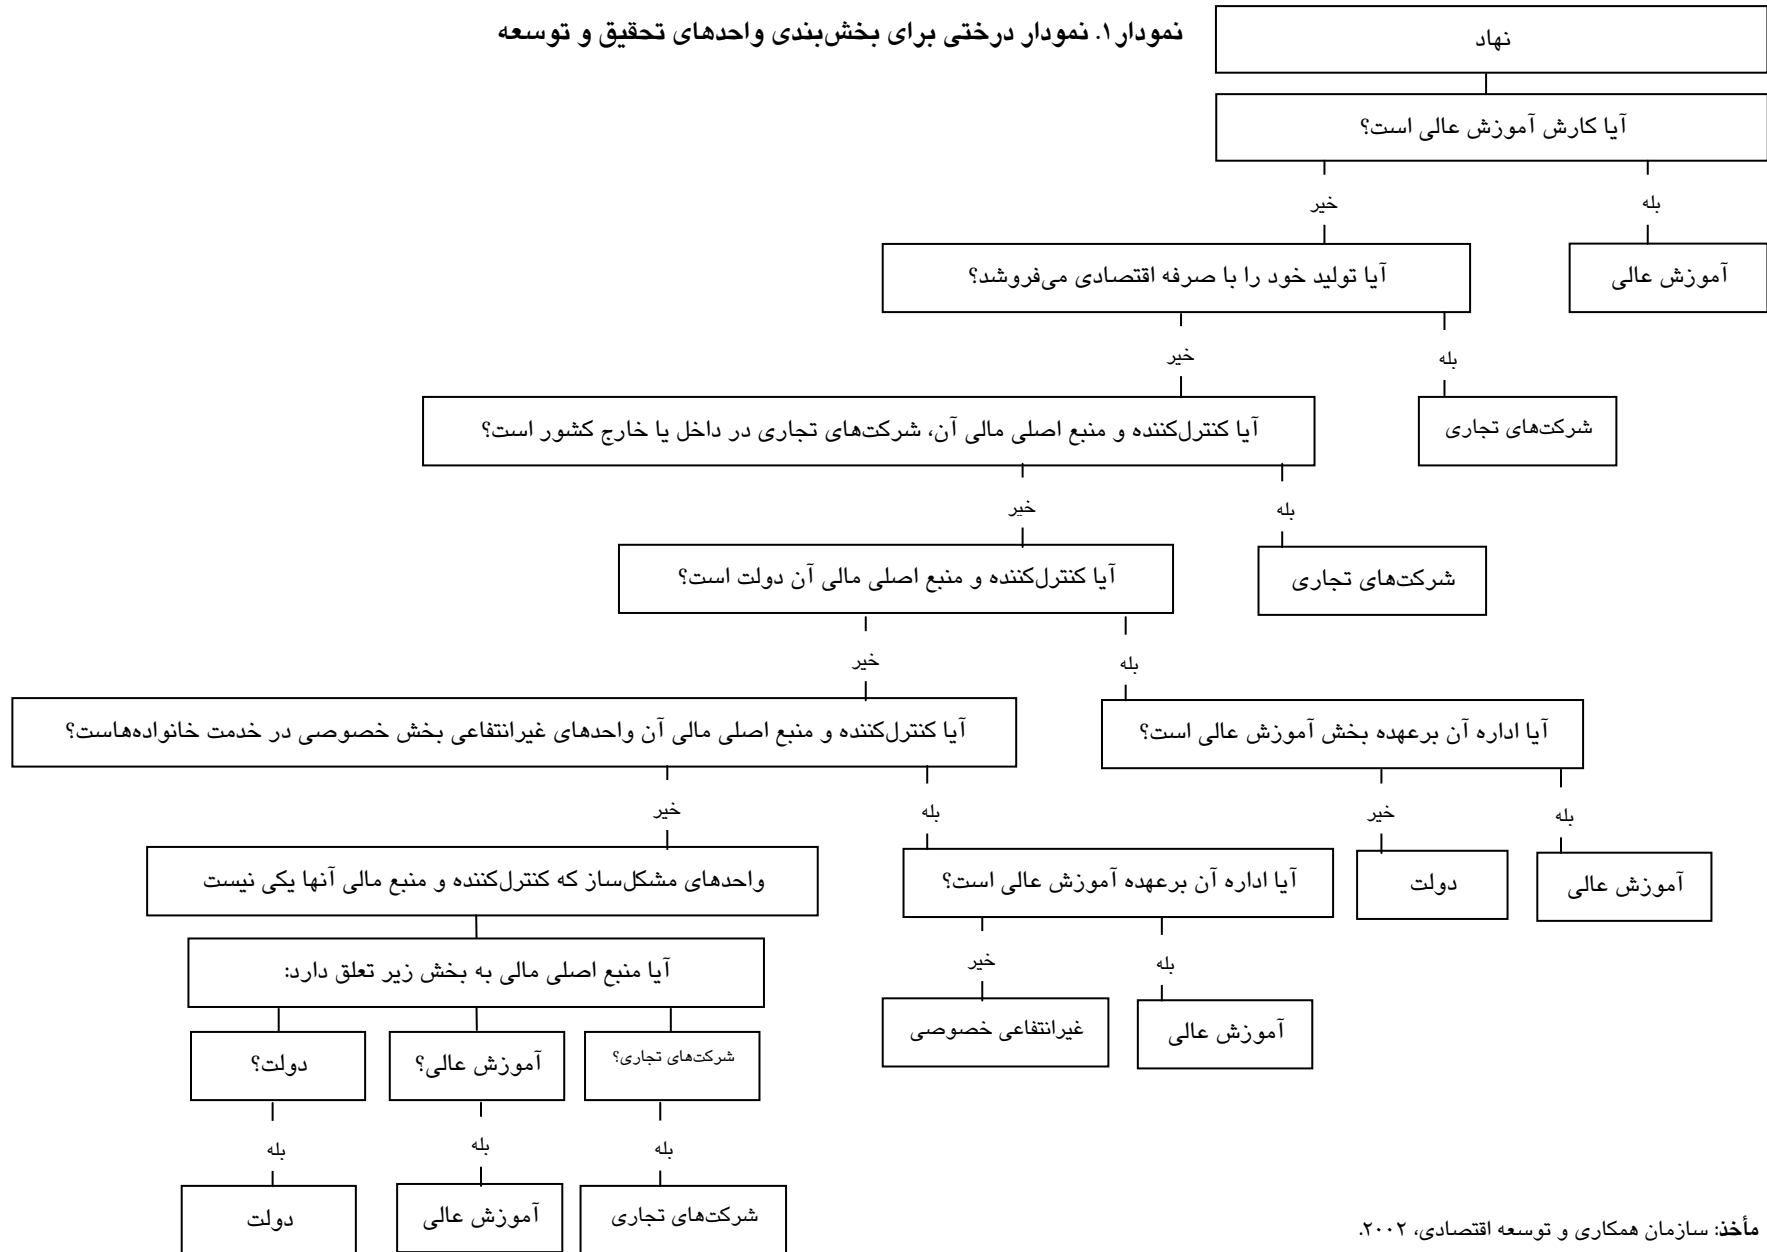 نمودار ۱. نمودار درختی برای بخش‌بندی واحدهای تحقیق و توسعه
نهاد
آیا کارش آموزش عالی است؟
بله
خیر
آموزش عالی
آیا تولید خود را با صرفه اقتصادی می‌فروشد؟
بله
خیر
شرکت‌های تجاری
آیا کنترل‌کننده و منبع اصلی مالی آن، شرکت‌های تجاری در داخل یا خارج کشور است؟
بله
خیر
شرکت‌های تجاری
آیا کنترل‌کننده و منبع اصلی مالی آن دولت است؟
بله
خیر
آیا اداره آن برعهده بخش آموزش عالی است؟
آیا کنترل‌کننده و منبع اصلی مالی آن واحدهای غیرانتفاعی بخش خصوصی در خدمت خانواده‌هاست؟
بله
خیر
بله
خیر
آموزش عالی
دولت
آیا اداره آن برعهده آموزش عالی است؟
واحدهای مشکل‌ساز که کنترل‌کننده و منبع مالی آنها یکی نیست
بله
خیر
آیا منبع اصلی مالی به بخش زیر تعلق دارد:
آموزش عالی
غیرانتفاعی خصوصی
شرکت‌های تجاری؟
آموزش عالی؟
دولت؟
بله
بله
بله
شرکت‌های تجاری
آموزش عالی
دولت
مأخذ: سازمان همکاری و توسعه اقتصادی، ۲۰۰۲.